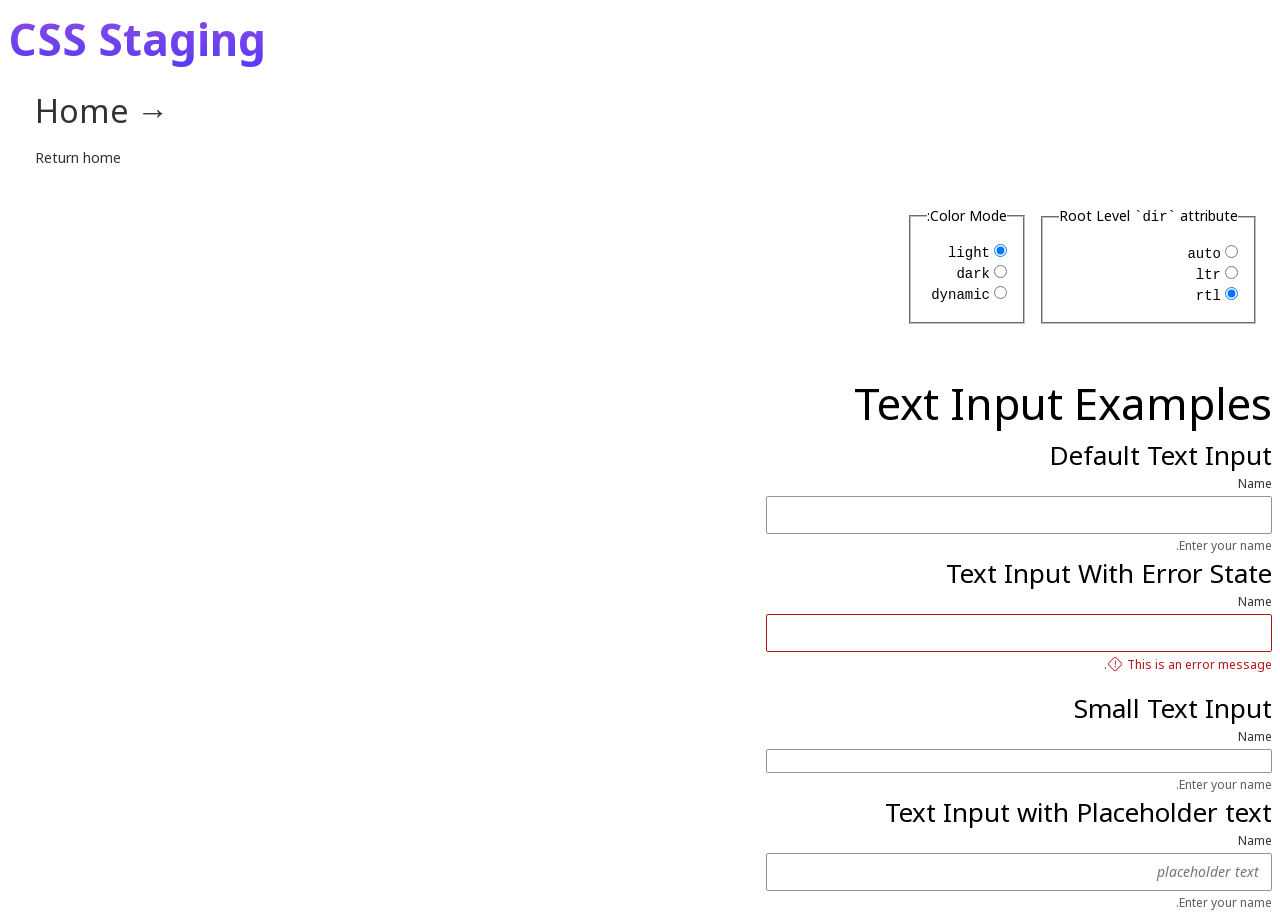 CSS Staging
Home →
Return home
Root Level `dir` attribute
auto
ltr
rtl
:Color Mode
light
dark
dynamic
Text Input Examples
Default Text Input
Name
.Enter your name
Text Input With Error State
Name
. This is an error message
Small Text Input
Name
.Enter your name
Text Input with Placeholder text
Name
placeholder text
.Enter your name